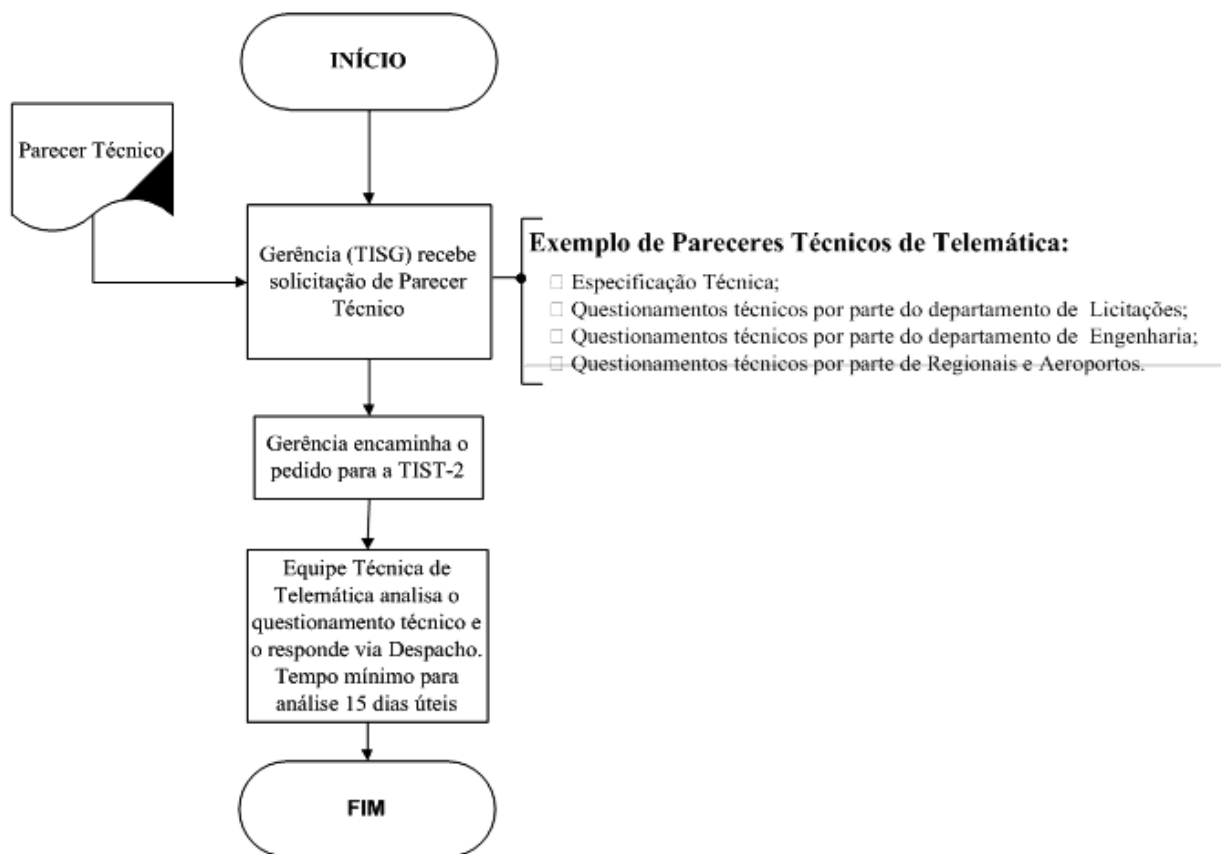 INÍCIO
Parecer Técnico
Gerência (TISG) recebe
solicitação de Parecer
Técnico
Exemplo de Pareceres Técnicos de Telemática:
Especificação Técnica;
Questionamentos técnicos por parte do departamento de Licitações;
Questionamentos técnicos por parte do departamento de Engenharia;
Questionamentos técnicos por parte de Regionais e Aeroportos.
Gerência encaminha o
pedido para a TIST-2
Equipe Técnica de
Telemática analisa o
questionamento técnico e
o responde via Despacho.
Tempo mínimo para
análise 15 dias úteis
FIM